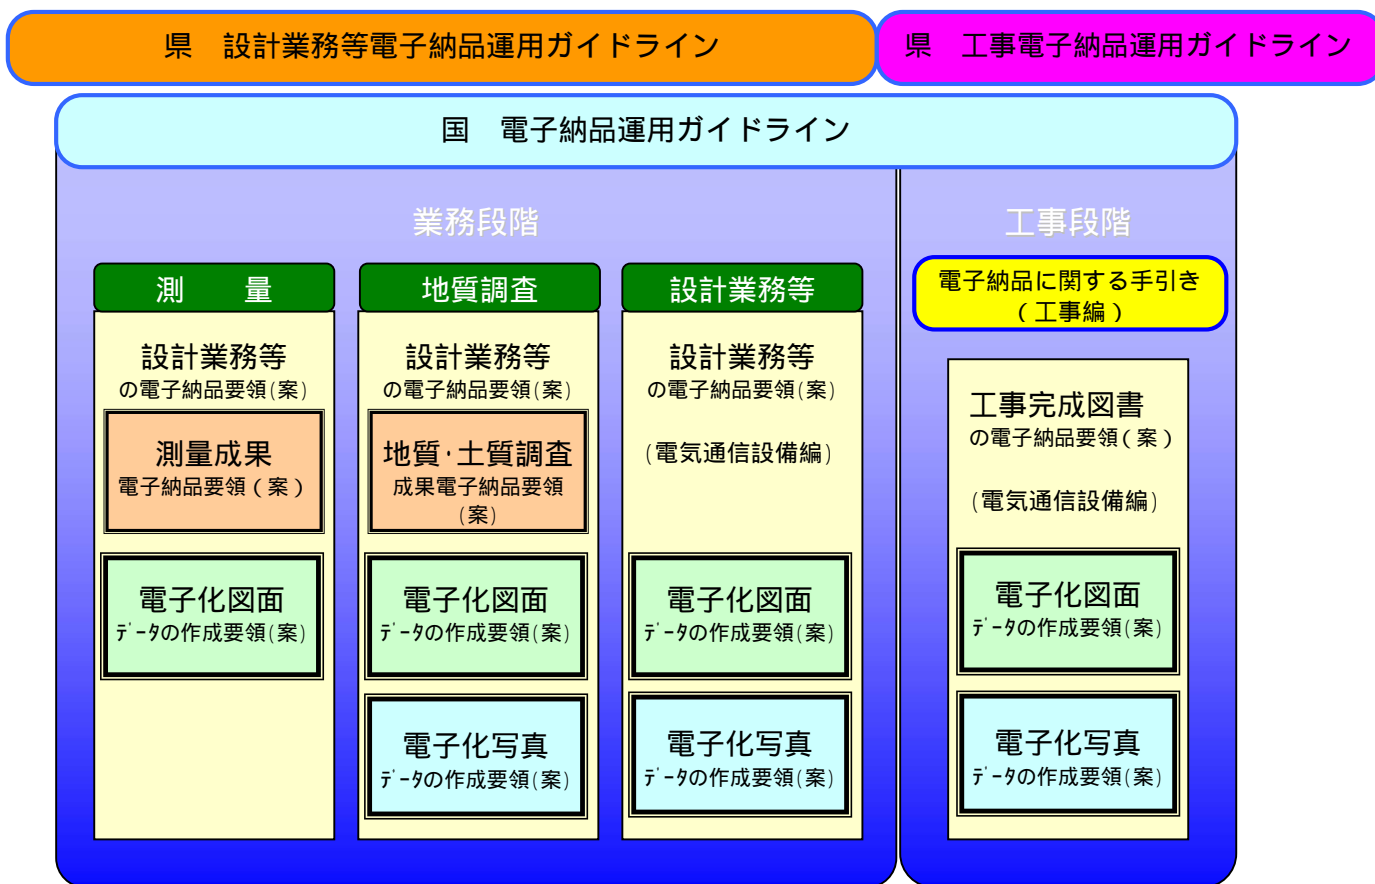 県　設計業務等電子納品運用ガイドライン
県　工事電子納品運用ガイドライン
国　電子納品運用ガイドライン
業務段階
工事段階
測　　量
設計業務等
の電子納品要領(案)
測量成果
電子納品要領（案）
電子化図面
ﾃﾞｰﾀの作成要領(案)
地質調査
設計業務等
の電子納品要領(案)
地質･土質調査
成果電子納品要領
(案)
電子化図面
ﾃﾞｰﾀの作成要領(案)
電子化写真
ﾃﾞｰﾀの作成要領(案)
設計業務等
設計業務等
の電子納品要領(案)
(電気通信設備編)
電子化図面
ﾃﾞｰﾀの作成要領(案)
電子化写真
ﾃﾞｰﾀの作成要領(案)
電子納品に関する手引き
（工事編）
工事完成図書
の電子納品要領（案）
(電気通信設備編)
電子化図面
ﾃﾞｰﾀの作成要領(案)
電子化写真
ﾃﾞｰﾀの作成要領(案)